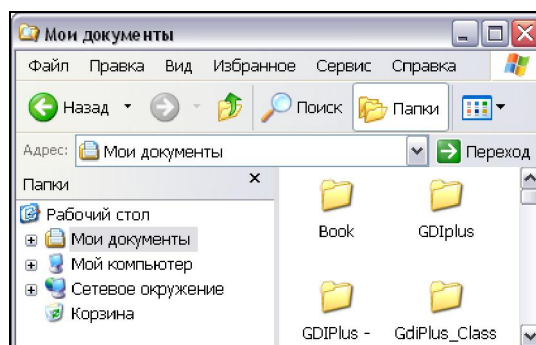 Мои документы
Файл Правка Вид Избранное Сервис Справка
Назад Поиск Папки
Адрес: Мои документы Переход
Папки ×
Рабочий стол
Мои документы
Мой компьютер
Сетевое окружение
Корзина
Book GDIplus
GDIPlus - GdiPlus_Class